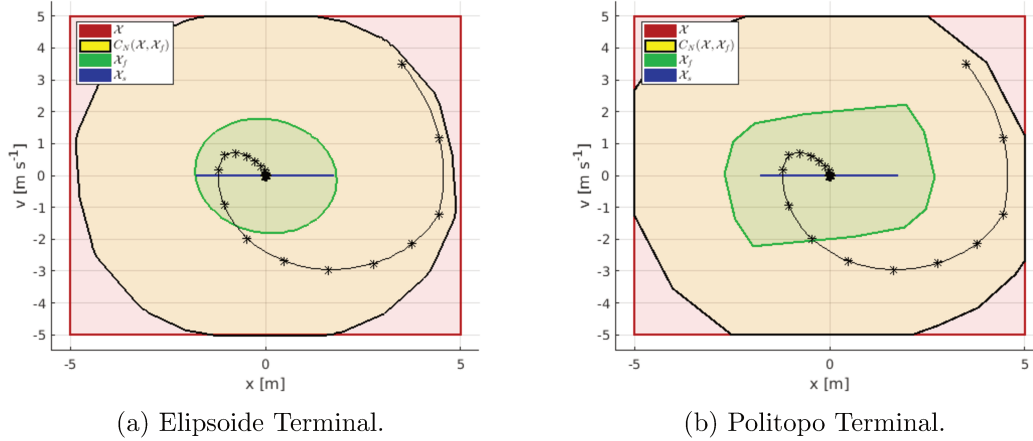 5
4
3
2
1
0
-1
-2
-3
-4
-5
v [m s⁻¹]
𝒳
C_N(𝒳, 𝒳_f)
𝒳_f
𝒳_s
-5
0
5
x [m]
(a) Elipsoide Terminal.
5
4
3
2
1
0
-1
-2
-3
-4
-5
v [m s⁻¹]
𝒳
C_N(𝒳, 𝒳_f)
𝒳_f
𝒳_s
-5
0
5
x [m]
(b) Politopo Terminal.